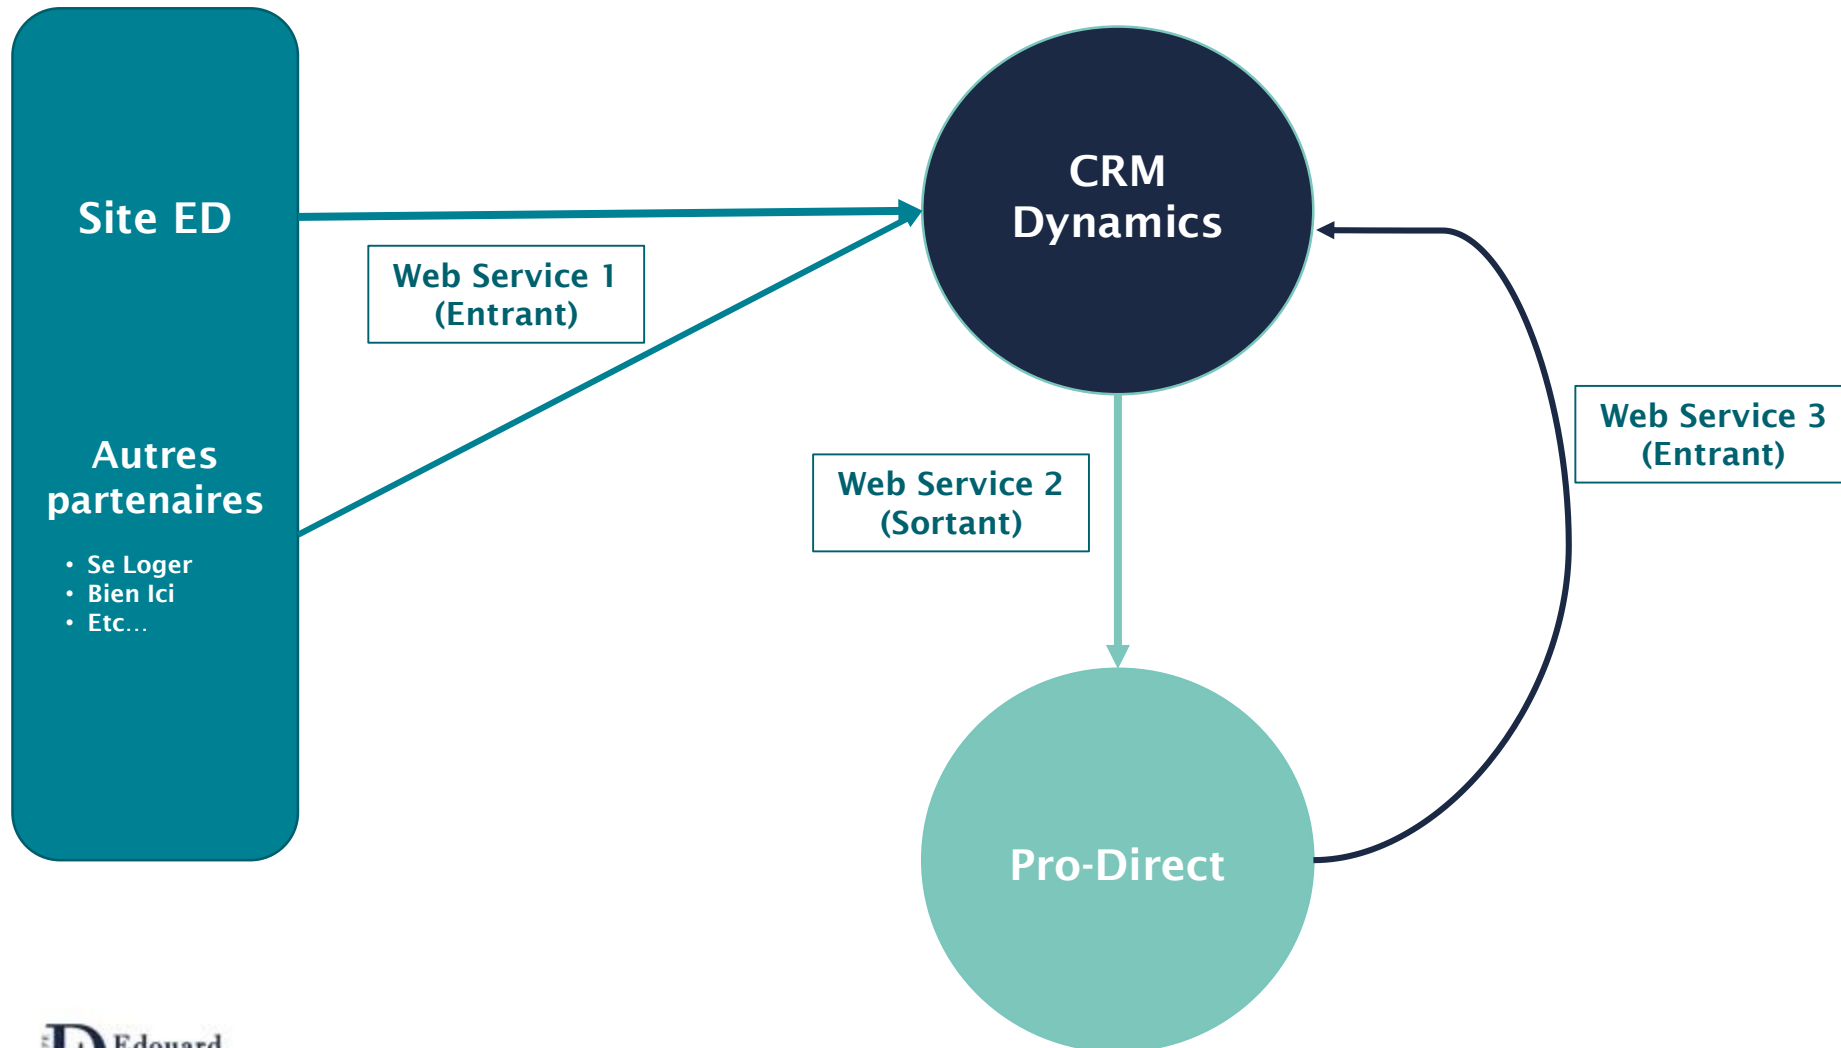 Site ED
Autres
partenaires
• Se Loger
• Bien Ici
• Etc...
Web Service 1
(Entrant)
CRM
Dynamics
Web Service 2
(Sortant)
Web Service 3
(Entrant)
Pro-Direct
Edouard